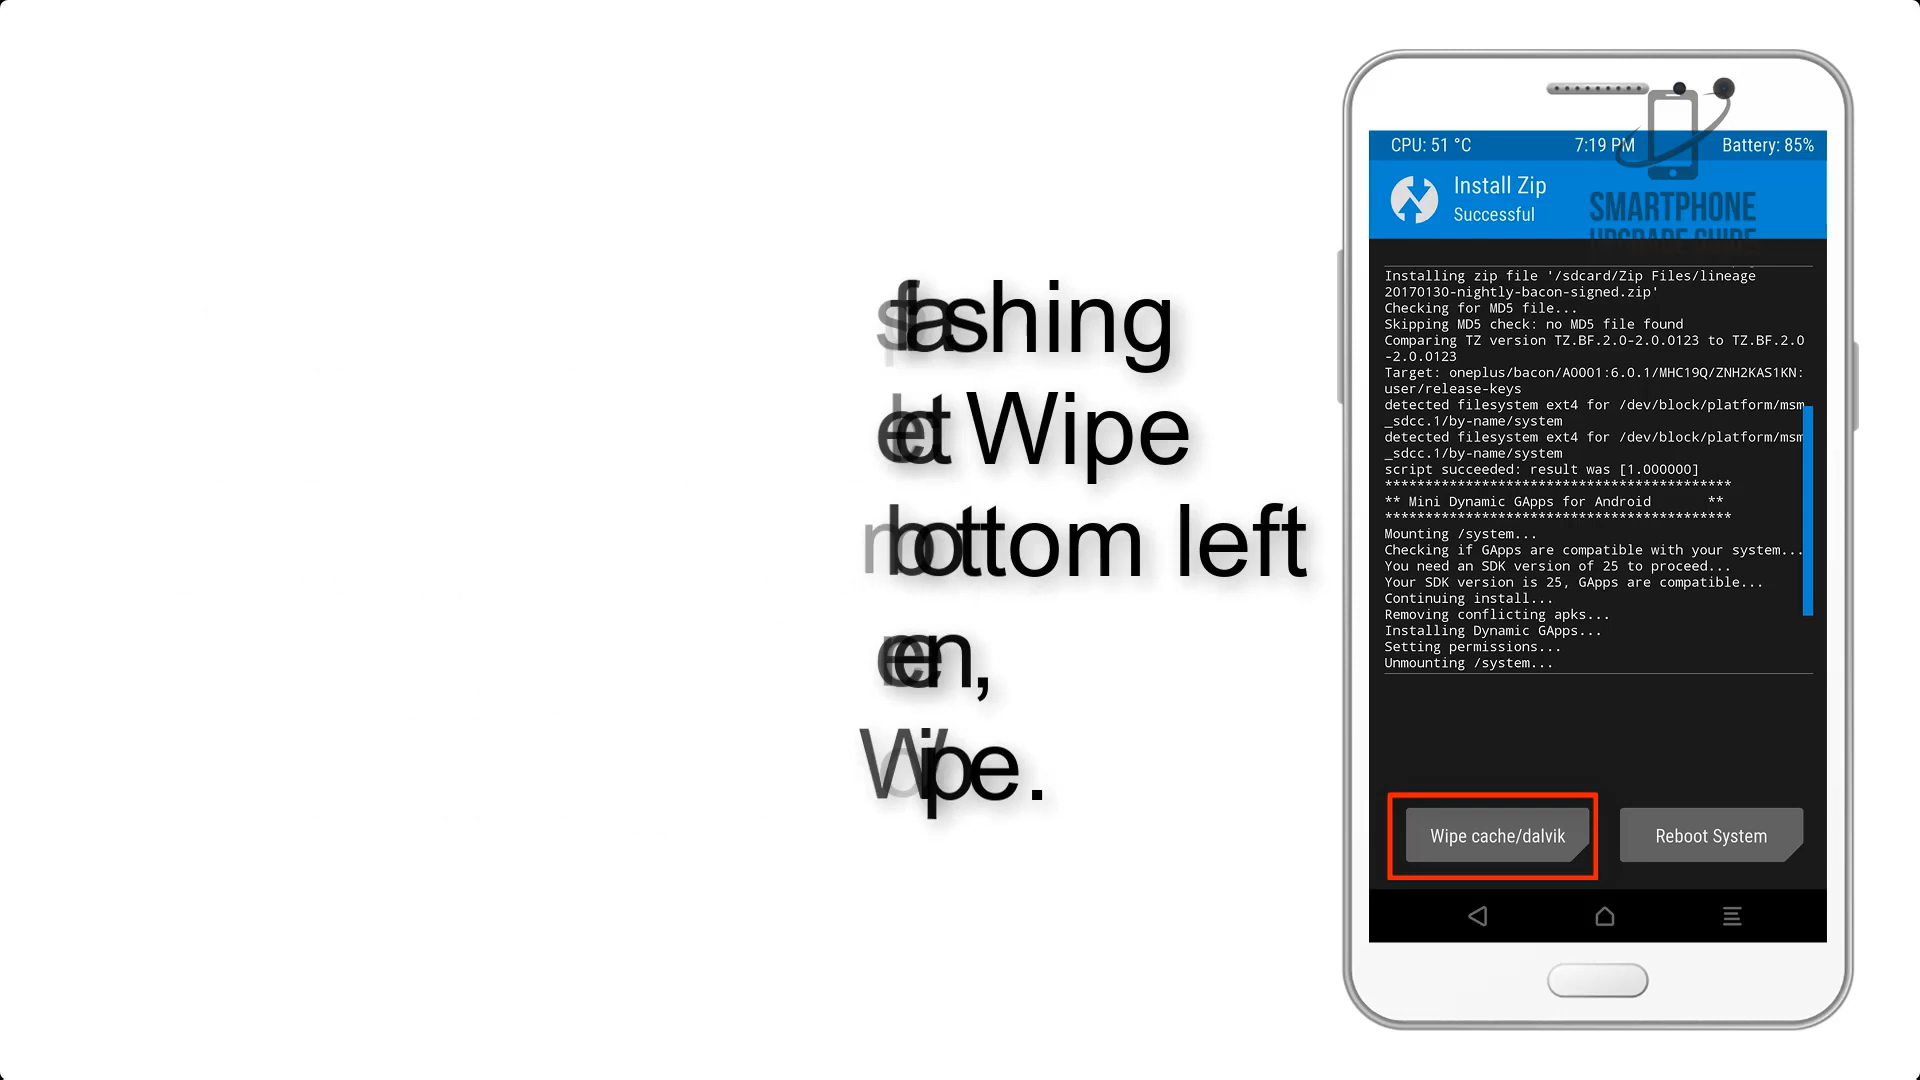 shing
Wipe
bottom left
en,
Wipe.
CPU: 51 °C 7:19 PM Battery: 85%
Install Zip
Successful
SMARTPHONE
UPGRADE GUIDE
Installing zip file '/sdcard/Zip Files/lineage
20170130-nightly-bacon-signed.zip'
Checking for MD5 file...
Skipping MD5 check: no MD5 file found
Comparing TZ version TZ.BF.2.0-2.0.0123 to TZ.BF.2.0
-2.0.0123
Target: oneplus/bacon/A0001:6.0.1/MHC19Q/ZNH2KAS1KN:
user/release-keys
detected filesystem ext4 for /dev/block/platform/msm
_sdcc.1/by-name/system
detected filesystem ext4 for /dev/block/platform/msm
_sdcc.1/by-name/system
script succeeded: result was [1.000000]
*******************************************
** Mini Dynamic GApps for Android **
*******************************************
Mounting /system...
Checking if GApps are compatible with your system...
You need an SDK version of 25 to proceed...
Your SDK version is 25, GApps are compatible...
Continuing install...
Removing conflicting apks...
Installing Dynamic GApps...
Setting permissions...
Unmounting /system...
Wipe cache/dalvik
Reboot System